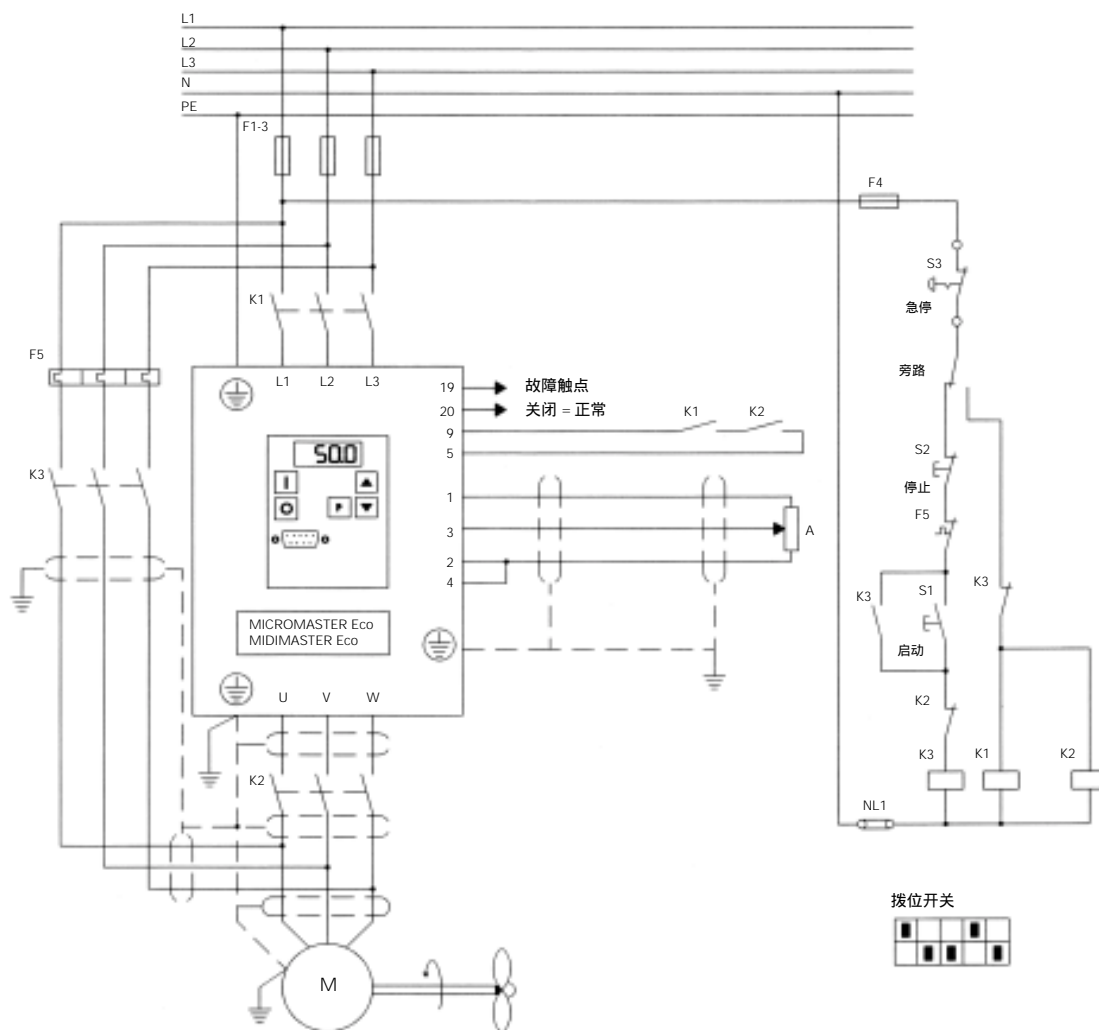 L1
L2
L3
N
PE
F1-3
F4
S3
急停
K1
F5
旁路
L1 L2 L3
19 故障触点
20 关闭 = 正常
K1 K2
9
5
50.0
S2
停止
K3
I
O
P
1
3
A
2
4
F5
K3
K3
S1
启动
MICROMASTER Eco
MIDIMASTER Eco
U V W
K2
K2
K3 K1 K2
NL1
拨位开关
M